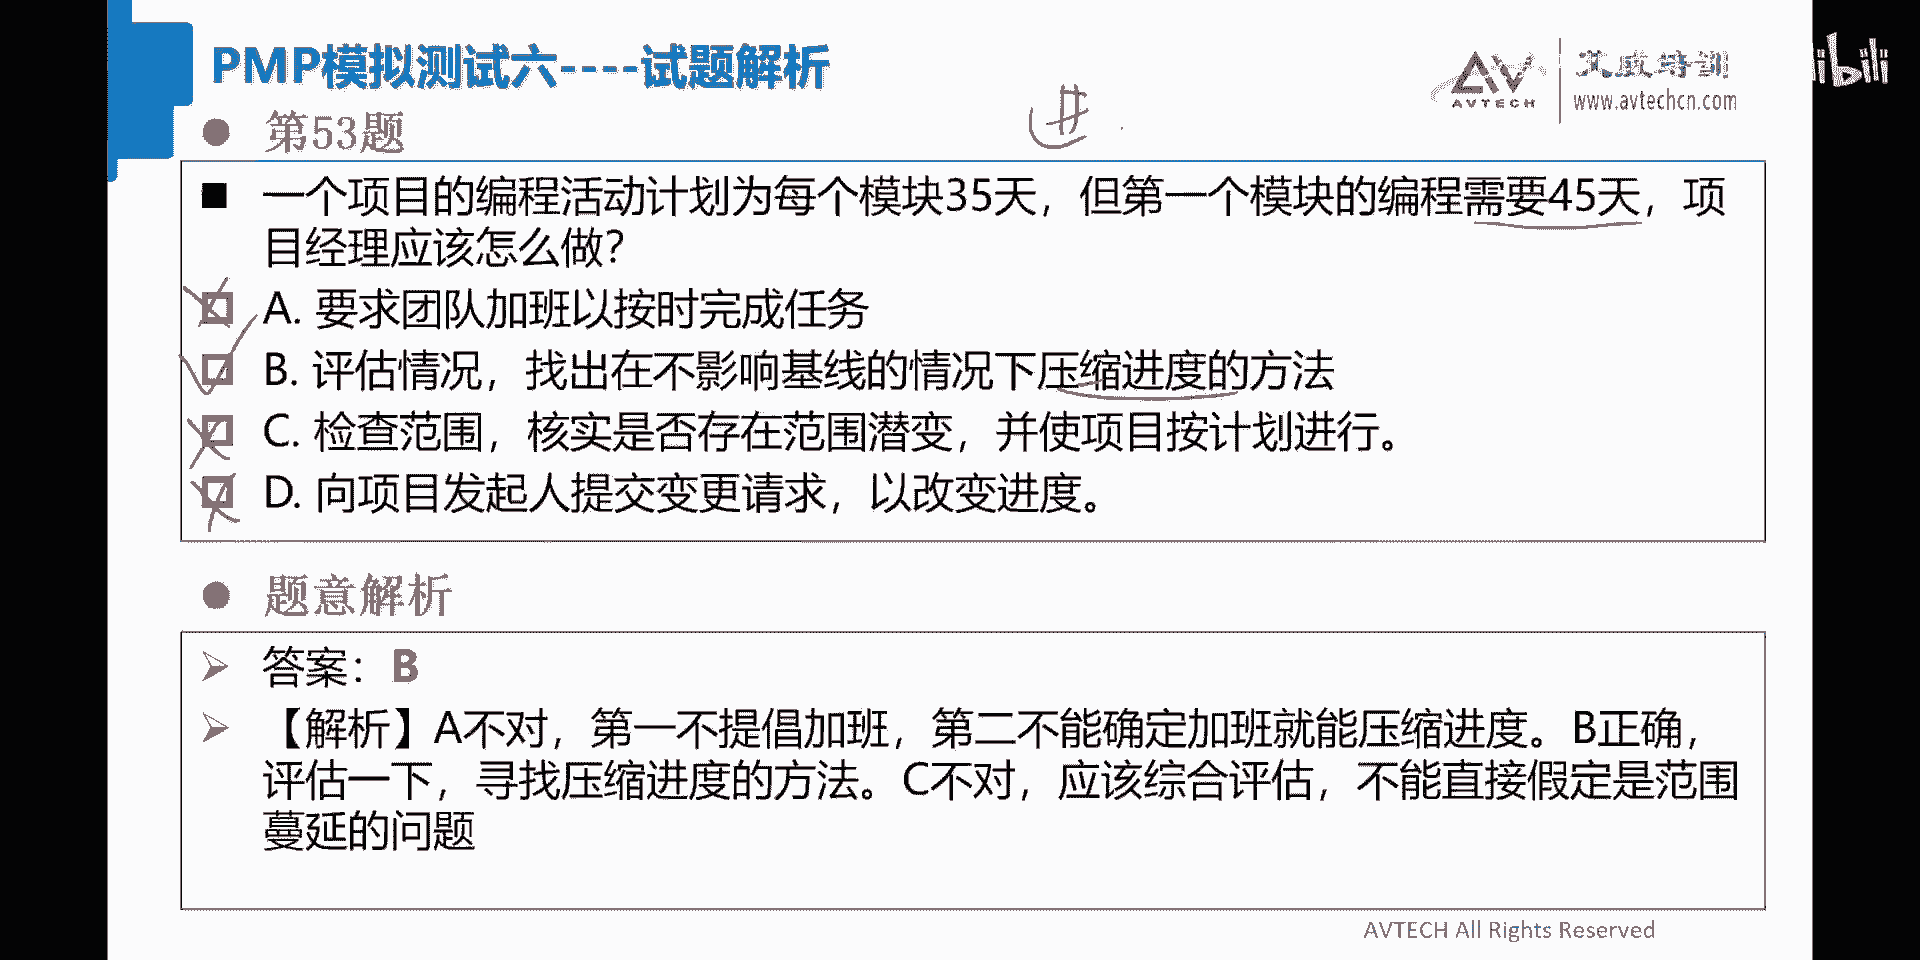 PMP模拟测试六----试题解析
AVTECH
艾威培训
www.avtechcn.com
第53题
一个项目的编程活动计划为每个模块35天，但第一个模块的编程需要45天，项
目经理应该怎么做？
A. 要求团队加班以按时完成任务
B. 评估情况，找出在不影响基线的情况下压缩进度的方法
C. 检查范围，核实是否存在范围潜变，并使项目按计划进行。
D. 向项目发起人提交变更请求，以改变进度。
题意解析
答案：B
【解析】A不对，第一不提倡加班，第二不能确定加班就能压缩进度。B正确，
评估一下，寻找压缩进度的方法。C不对，应该综合评估，不能直接假定是范围
蔓延的问题
AVTECH All Rights Reserved